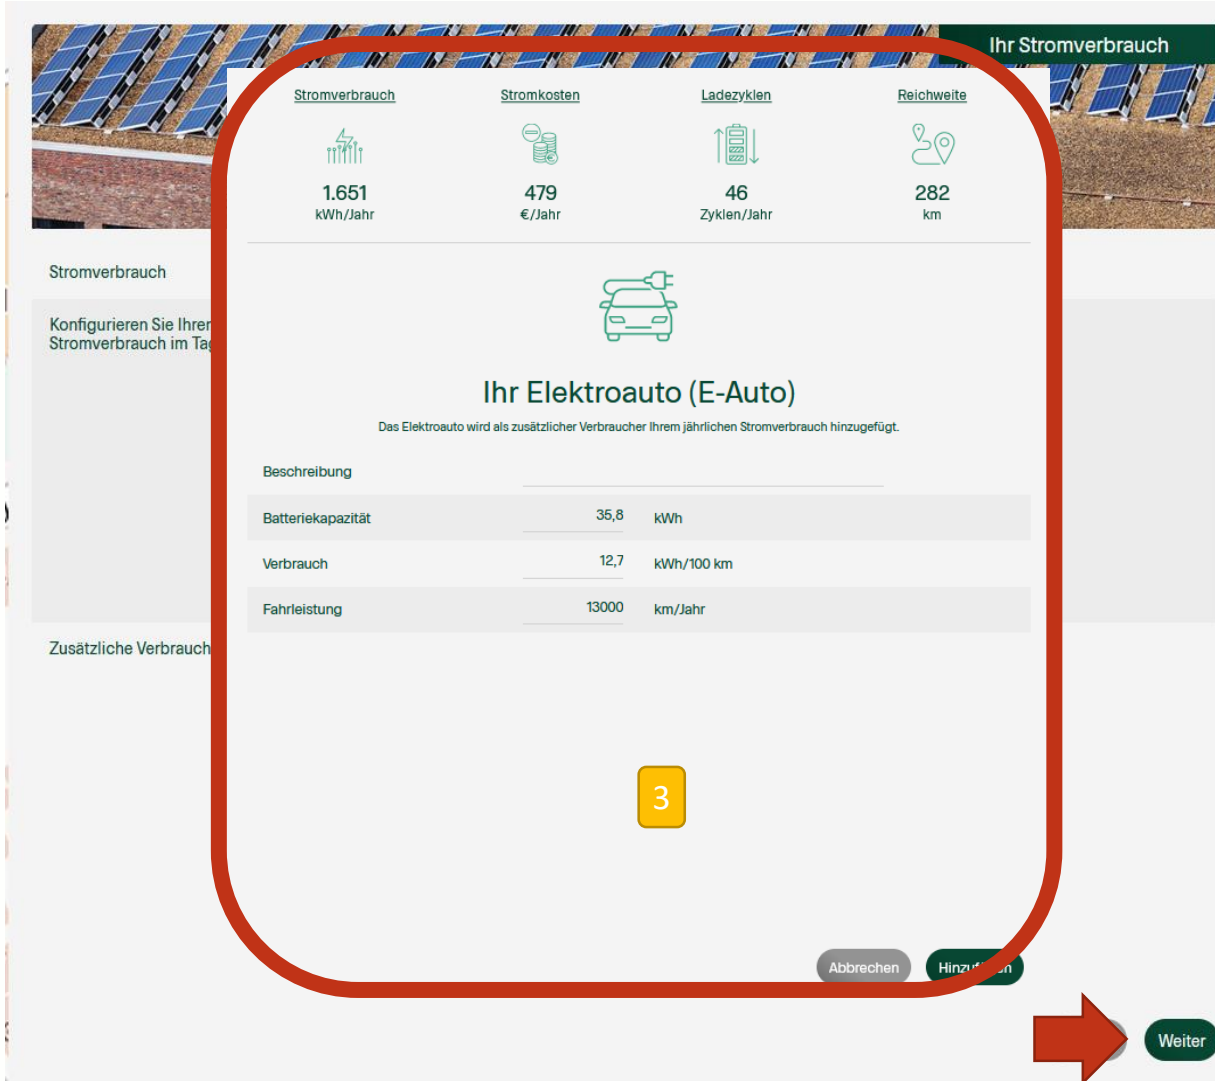 Ihr Stromverbrauch
Stromverbrauch Stromkosten Ladezyklen Reichweite
1.651 479 46 282
kWh/Jahr €/Jahr Zyklen/Jahr km
Stromverbrauch
Konfigurieren Sie Ihren
Stromverbrauch im
Ihr Elektroauto (E-Auto)
Das Elektroauto wird als zusätzlicher Verbraucher Ihrem jährlichen Stromverbrauch hinzugefügt.
Beschreibung
Batteriekapazität 35,8 kWh
Verbrauch 12,7 kWh/100 km
Fahrleistung 13000 km/Jahr
Zusätzliche Verbrauch
3
Abbrechen Hinzufügen
Weiter